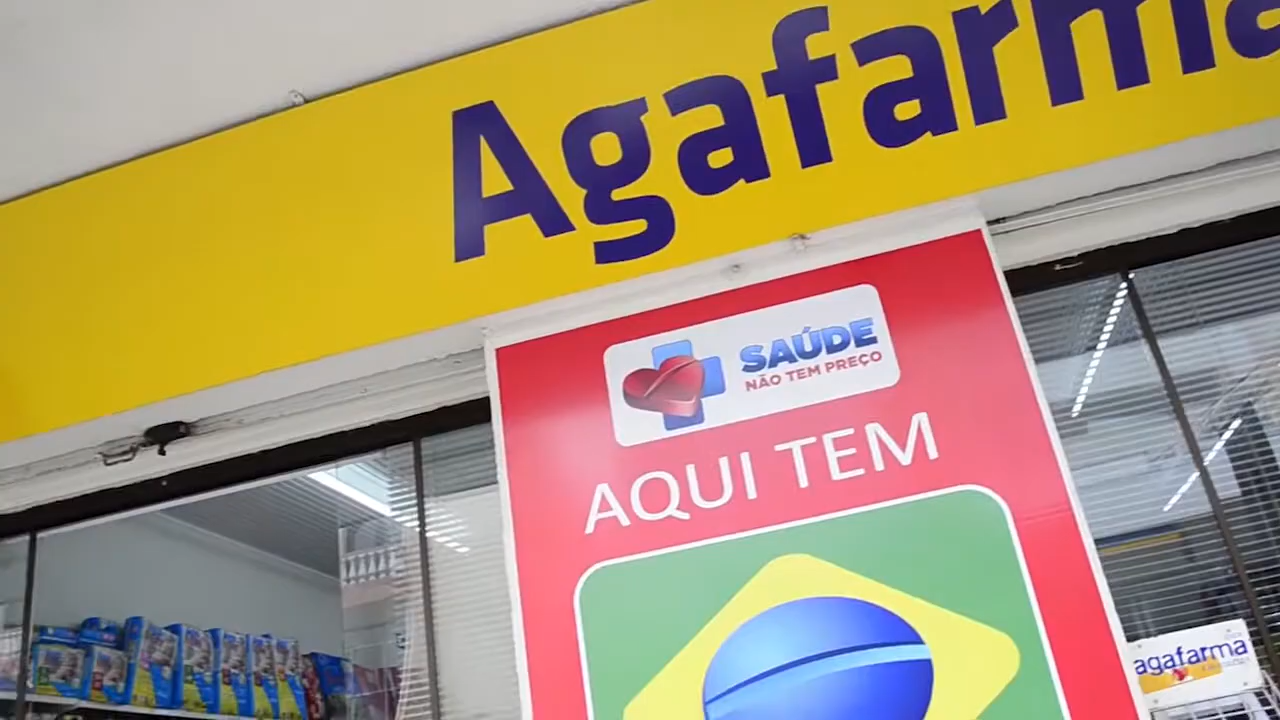 Agafarma
SAÚDE
NÃO TEM PREÇO
AQUI TEM
agafarma